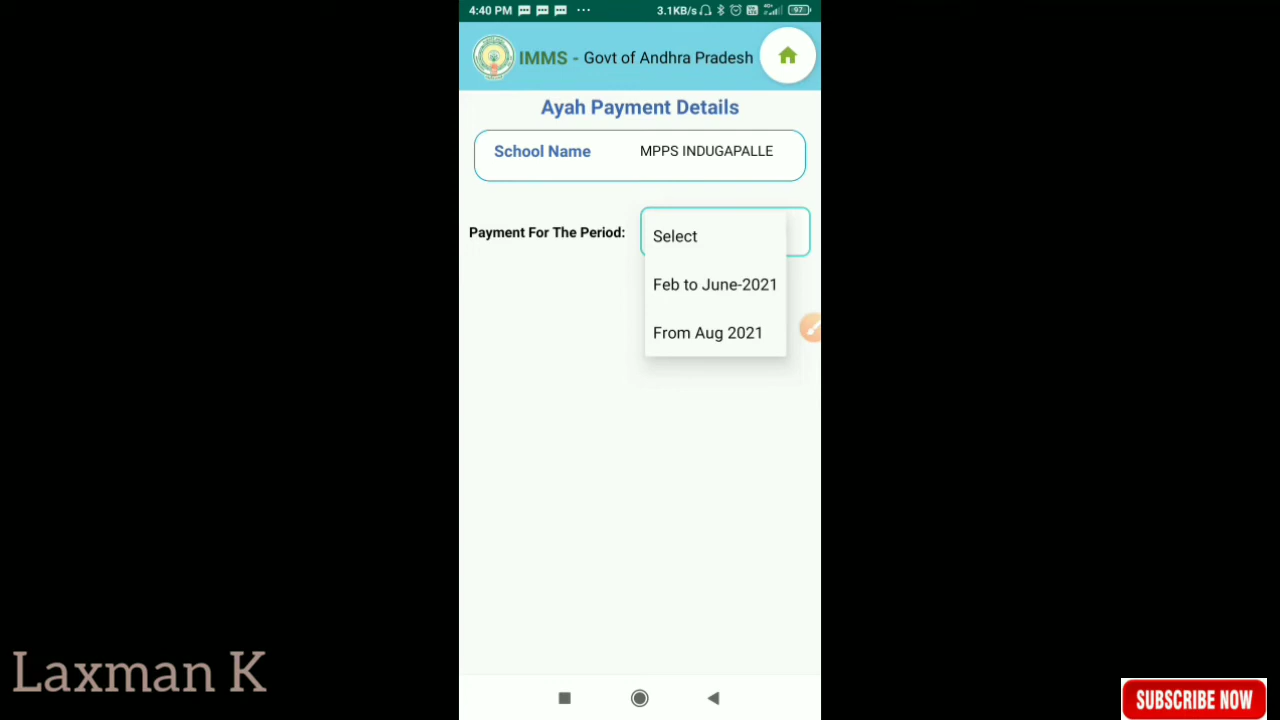 4:40 PM ... 3.1KB/s 97
IMMS - Govt of Andhra Pradesh
Ayah Payment Details
School Name MPPS INDUGAPALLE
Payment For The Period:
Select
Feb to June-2021
From Aug 2021
Laxman K
SUBSCRIBE NOW